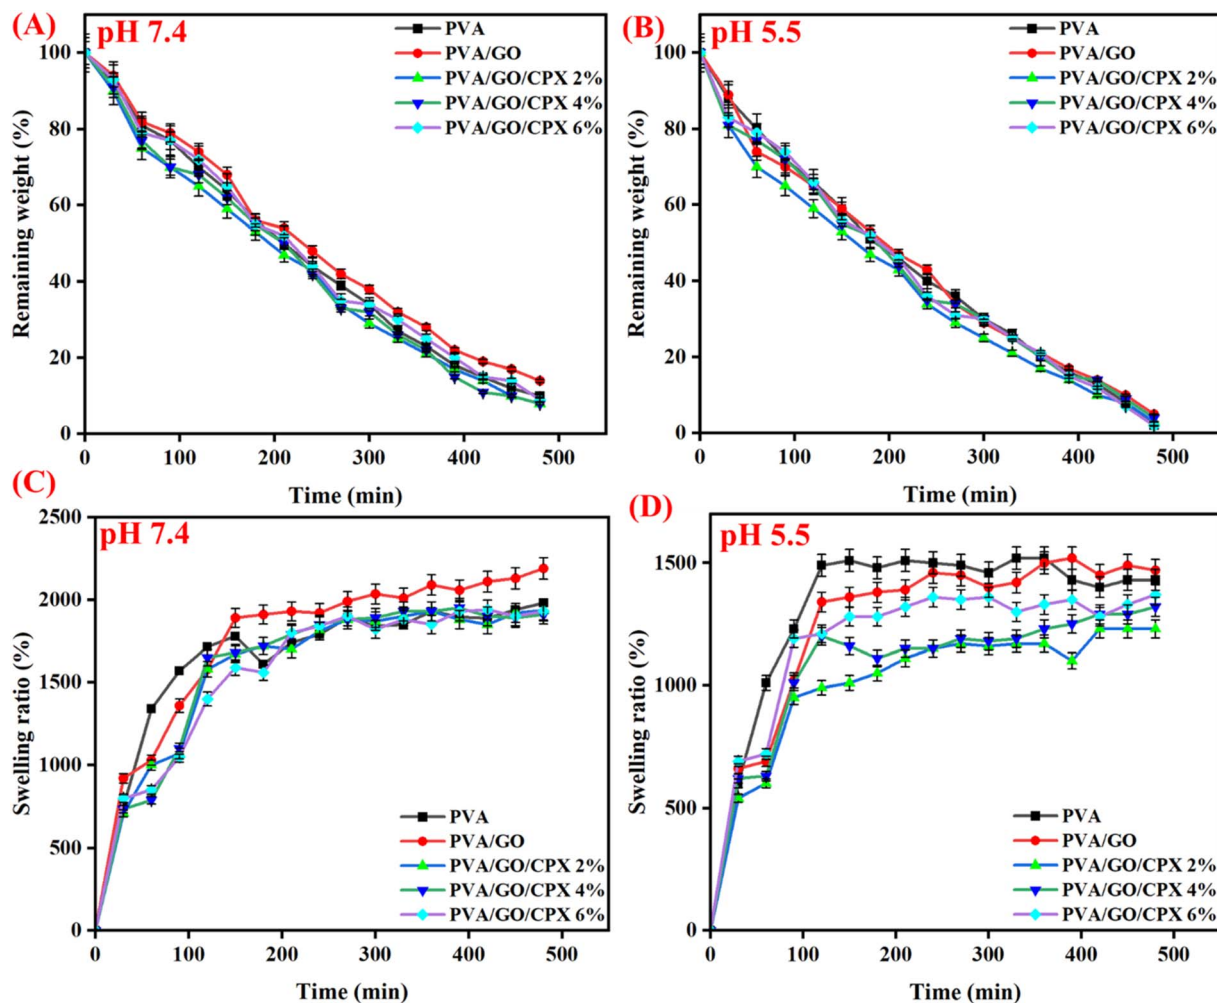 (A)
pH 7.4
PVA
PVA/GO
PVA/GO/CPX 2%
PVA/GO/CPX 4%
PVA/GO/CPX 6%
Remaining weight (%)
100
80
60
40
20
0
0 100 200 300 400 500
Time (min)
(B)
pH 5.5
PVA
PVA/GO
PVA/GO/CPX 2%
PVA/GO/CPX 4%
PVA/GO/CPX 6%
Remaining weight (%)
100
80
60
40
20
0
0 100 200 300 400 500
Time (min)
(C)
pH 7.4
Swelling ratio (%)
2500
2000
1500
1000
500
0
PVA
PVA/GO
PVA/GO/CPX 2%
PVA/GO/CPX 4%
PVA/GO/CPX 6%
0 100 200 300 400 500
Time (min)
(D)
pH 5.5
Swelling ratio (%)
1500
1000
500
0
PVA
PVA/GO
PVA/GO/CPX 2%
PVA/GO/CPX 4%
PVA/GO/CPX 6%
0 100 200 300 400 500
Time (min)